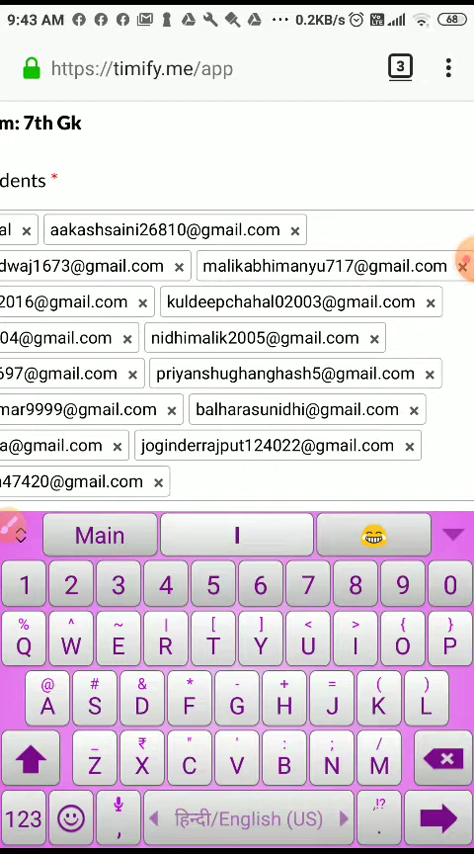 9:43 AM ... 0.2KB/s 68
https://timify.me/app 3
m: 7th Gk
dents *
al × aakashsaini26810@gmail.com ×
dwaj1673@gmail.com × malikabhimanyu717@gmail.com ×
2016@gmail.com × kuldeepchahal02003@gmail.com ×
04@gmail.com × nidhimalik2005@gmail.com ×
697@gmail.com × priyanshughanghash5@gmail.com ×
mar9999@gmail.com × balharasunidhi@gmail.com ×
a@gmail.com × joginderrajput124022@gmail.com ×
47420@gmail.com ×
Main I 😂
1 2 3 4 5 6 7 8 9 0
% ^ ~ | [ ] < > { }
Q W E R T Y U I O P
@ # & * - + = ( )
A S D F G H J K L
_ ₹ " ' : ; /
Z X C V B N M
123 , हिन्दी/English (US) ,!? .